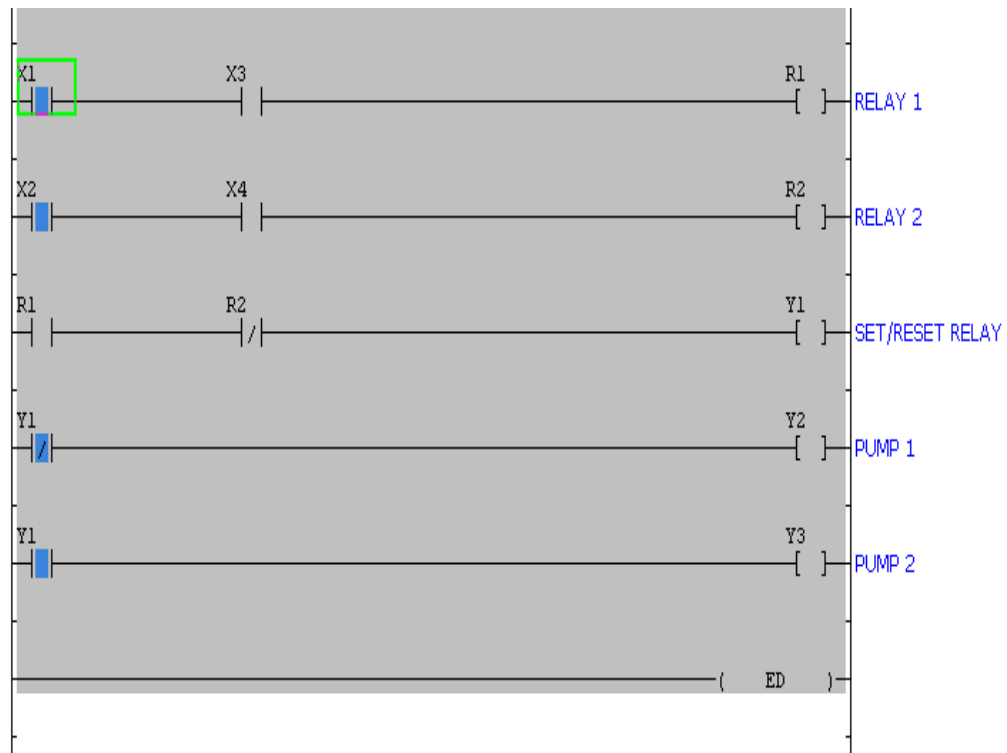 X1 X3 R1
RELAY 1
X2 X4 R2
RELAY 2
R1 R2 Y1
SET/RESET RELAY
Y1 Y2
PUMP 1
Y1 Y3
PUMP 2
( ED )